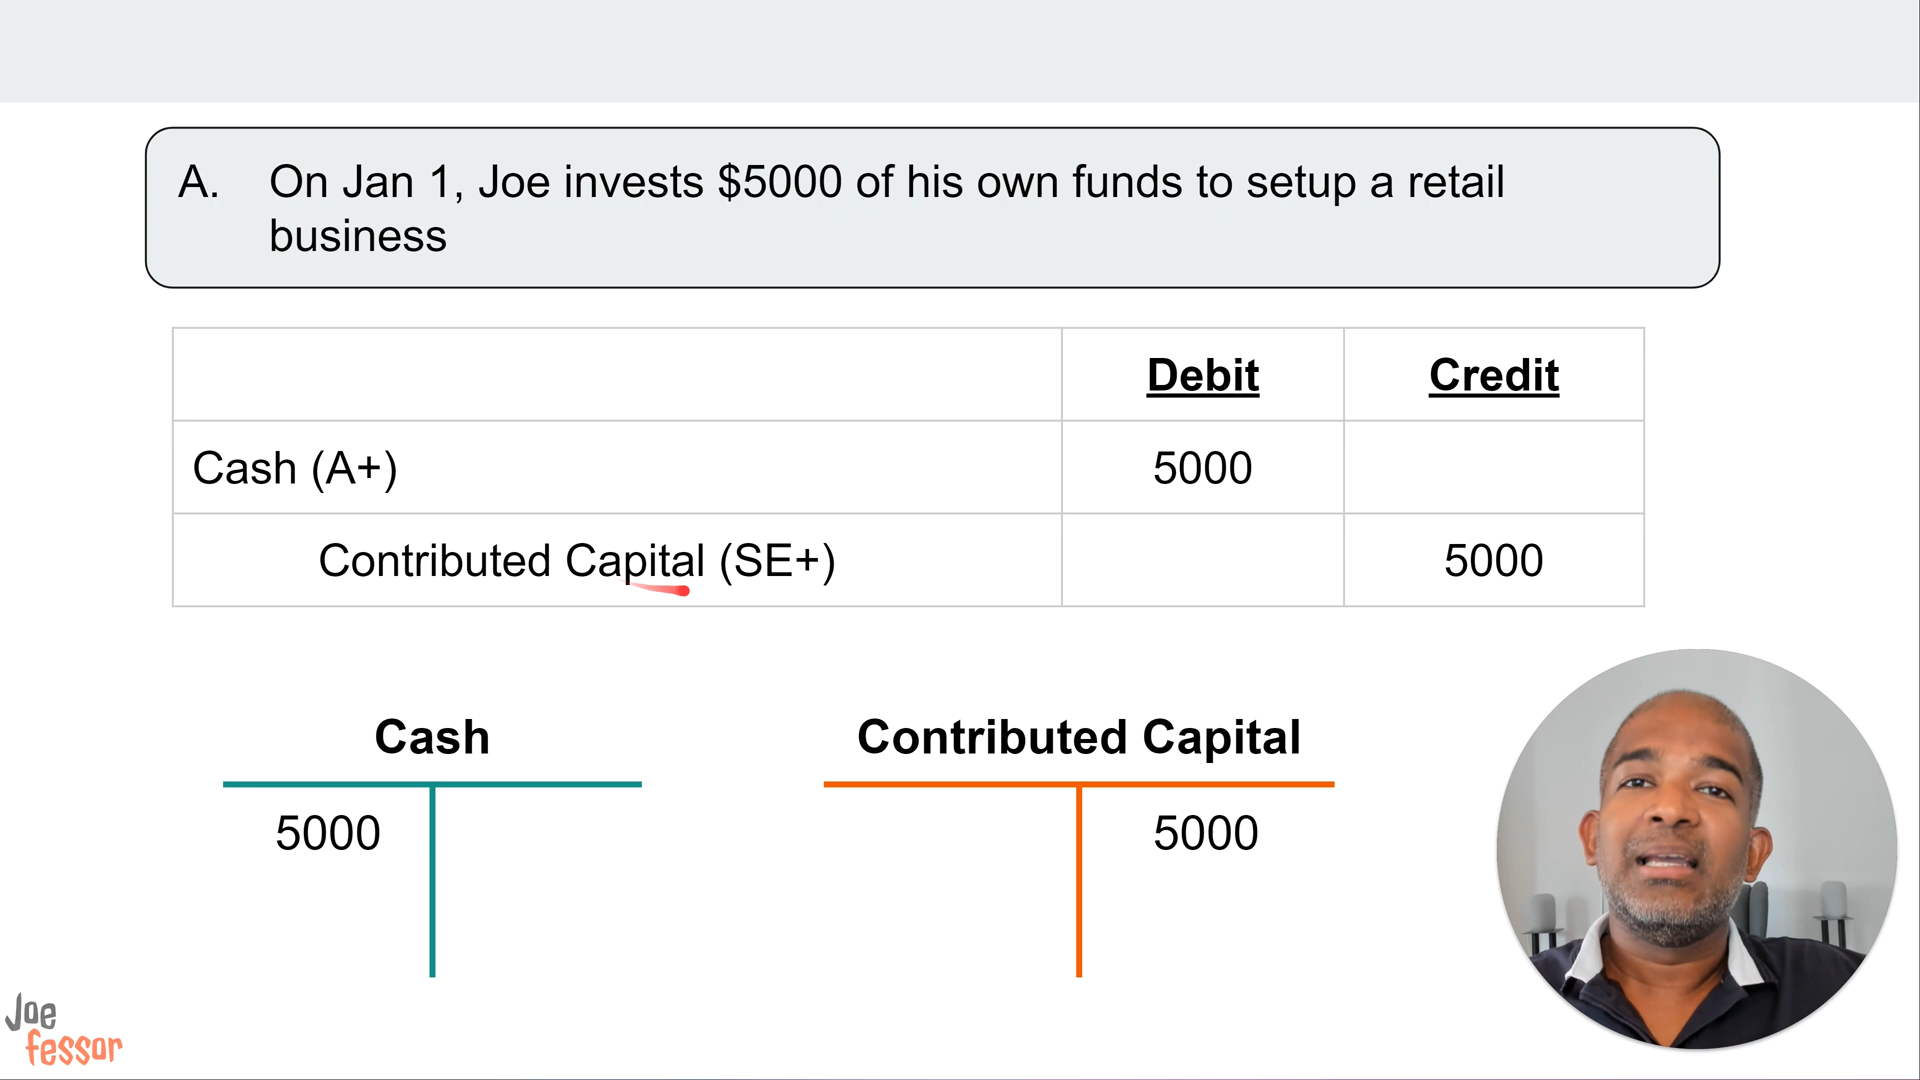 A. On Jan 1, Joe invests $5000 of his own funds to setup a retail
business
Debit Credit
Cash (A+) 5000
Contributed Capital (SE+) 5000
Cash Contributed Capital
5000 5000
Joe
fessor